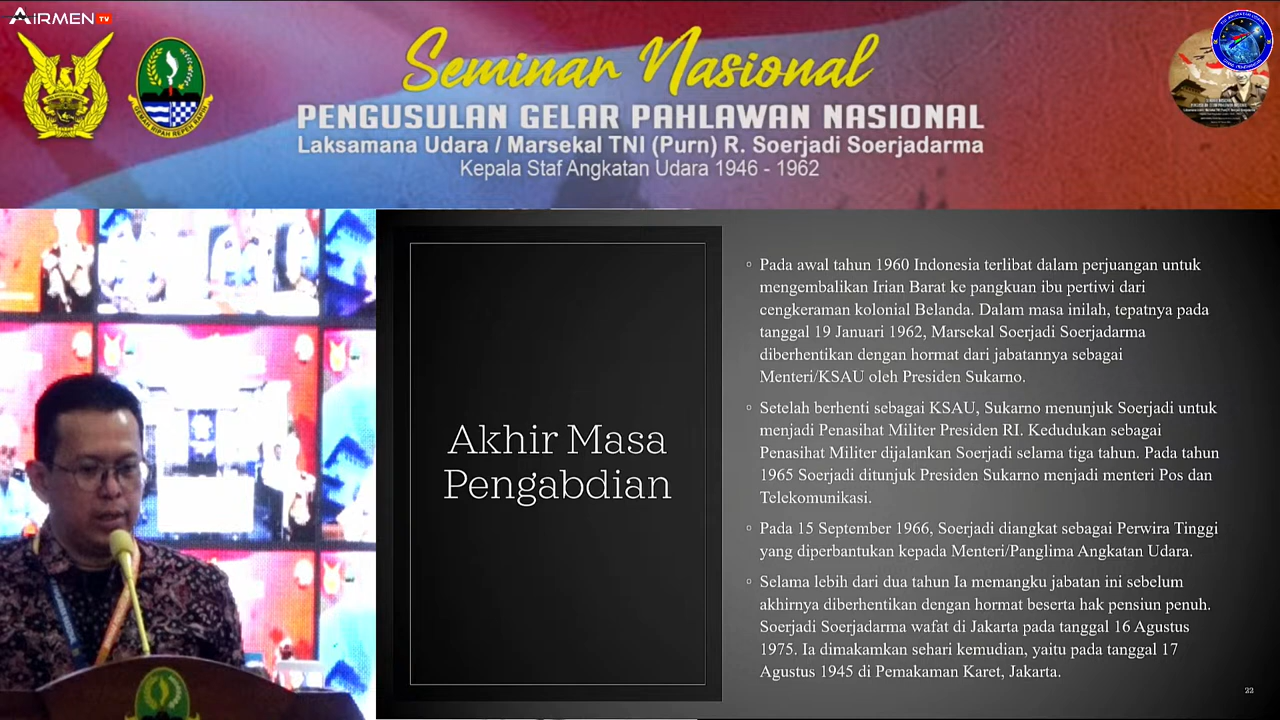 AiRMEN TV
Seminar Nasional
PENGUSULAN GELAR PAHLAWAN NASIONAL
Laksamana Udara / Marsekal TNI (Purn) R. Soerjadi Soerjadarma
Kepala Staf Angkatan Udara 1946 - 1962
Akhir Masa
Pengabdian
Pada awal tahun 1960 Indonesia terlibat dalam perjuangan untuk
mengembalikan Irian Barat ke pangkuan ibu pertiwi dari
cengkeraman kolonial Belanda. Dalam masa inilah, tepatnya pada
tanggal 19 Januari 1962, Marsekal Soerjadi Soerjadarma
diberhentikan dengan hormat dari jabatannya sebagai
Menteri/KSAU oleh Presiden Sukarno.
Setelah berhenti sebagai KSAU, Sukarno menunjuk Soerjadi untuk
menjadi Penasihat Militer Presiden RI. Kedudukan sebagai
Penasihat Militer dijalankan Soerjadi selama tiga tahun. Pada tahun
1965 Soerjadi ditunjuk Presiden Sukarno menjadi menteri Pos dan
Telekomunikasi.
Pada 15 September 1966, Soerjadi diangkat sebagai Perwira Tinggi
yang diperbantukan kepada Menteri/Panglima Angkatan Udara.
Selama lebih dari dua tahun Ia memangku jabatan ini sebelum
akhirnya diberhentikan dengan hormat beserta hak pensiun penuh.
Soerjadi Soerjadarma wafat di Jakarta pada tanggal 16 Agustus
1975. Ia dimakamkan sehari kemudian, yaitu pada tanggal 17
Agustus 1945 di Pemakaman Karet, Jakarta.
22